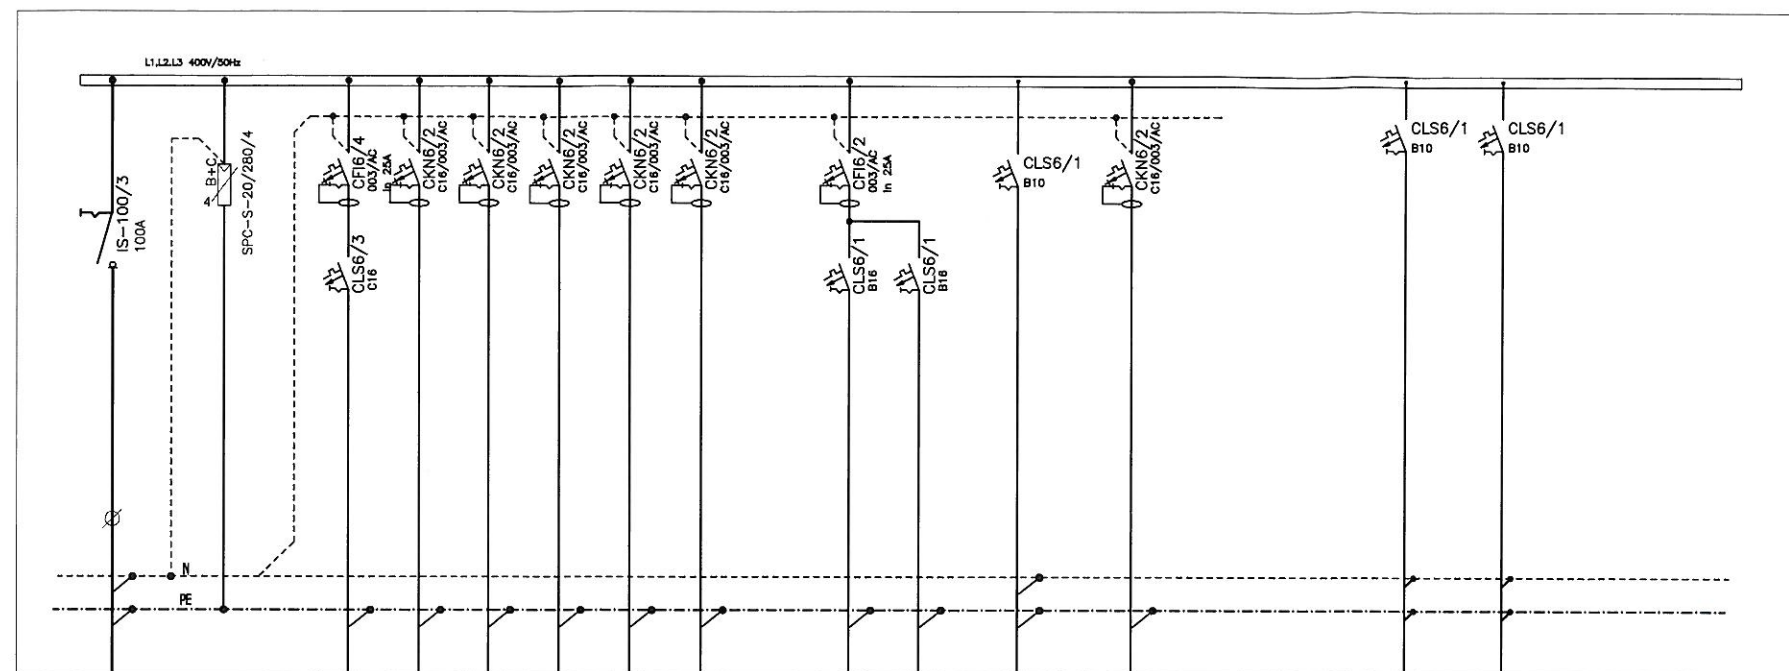 L1,L2,L3 400V/50Hz
IS-100/3
100A
B+C
4
SPC-S-20/280/4
CFI6/4
003/AC
In 25A
CKN6/2
C16/003/AC
CKN6/2
C16/003/AC
CKN6/2
C16/003/AC
CKN6/2
C16/003/AC
CKN6/2
C16/003/AC
CFI6/2
003/AC
In 25A
CLS6/1
B10
CKN6/2
C16/003/AC
CLS6/1
B10
CLS6/1
B10
CLS6/3
C16
CLS6/1
B16
CLS6/1
B16
N
PE